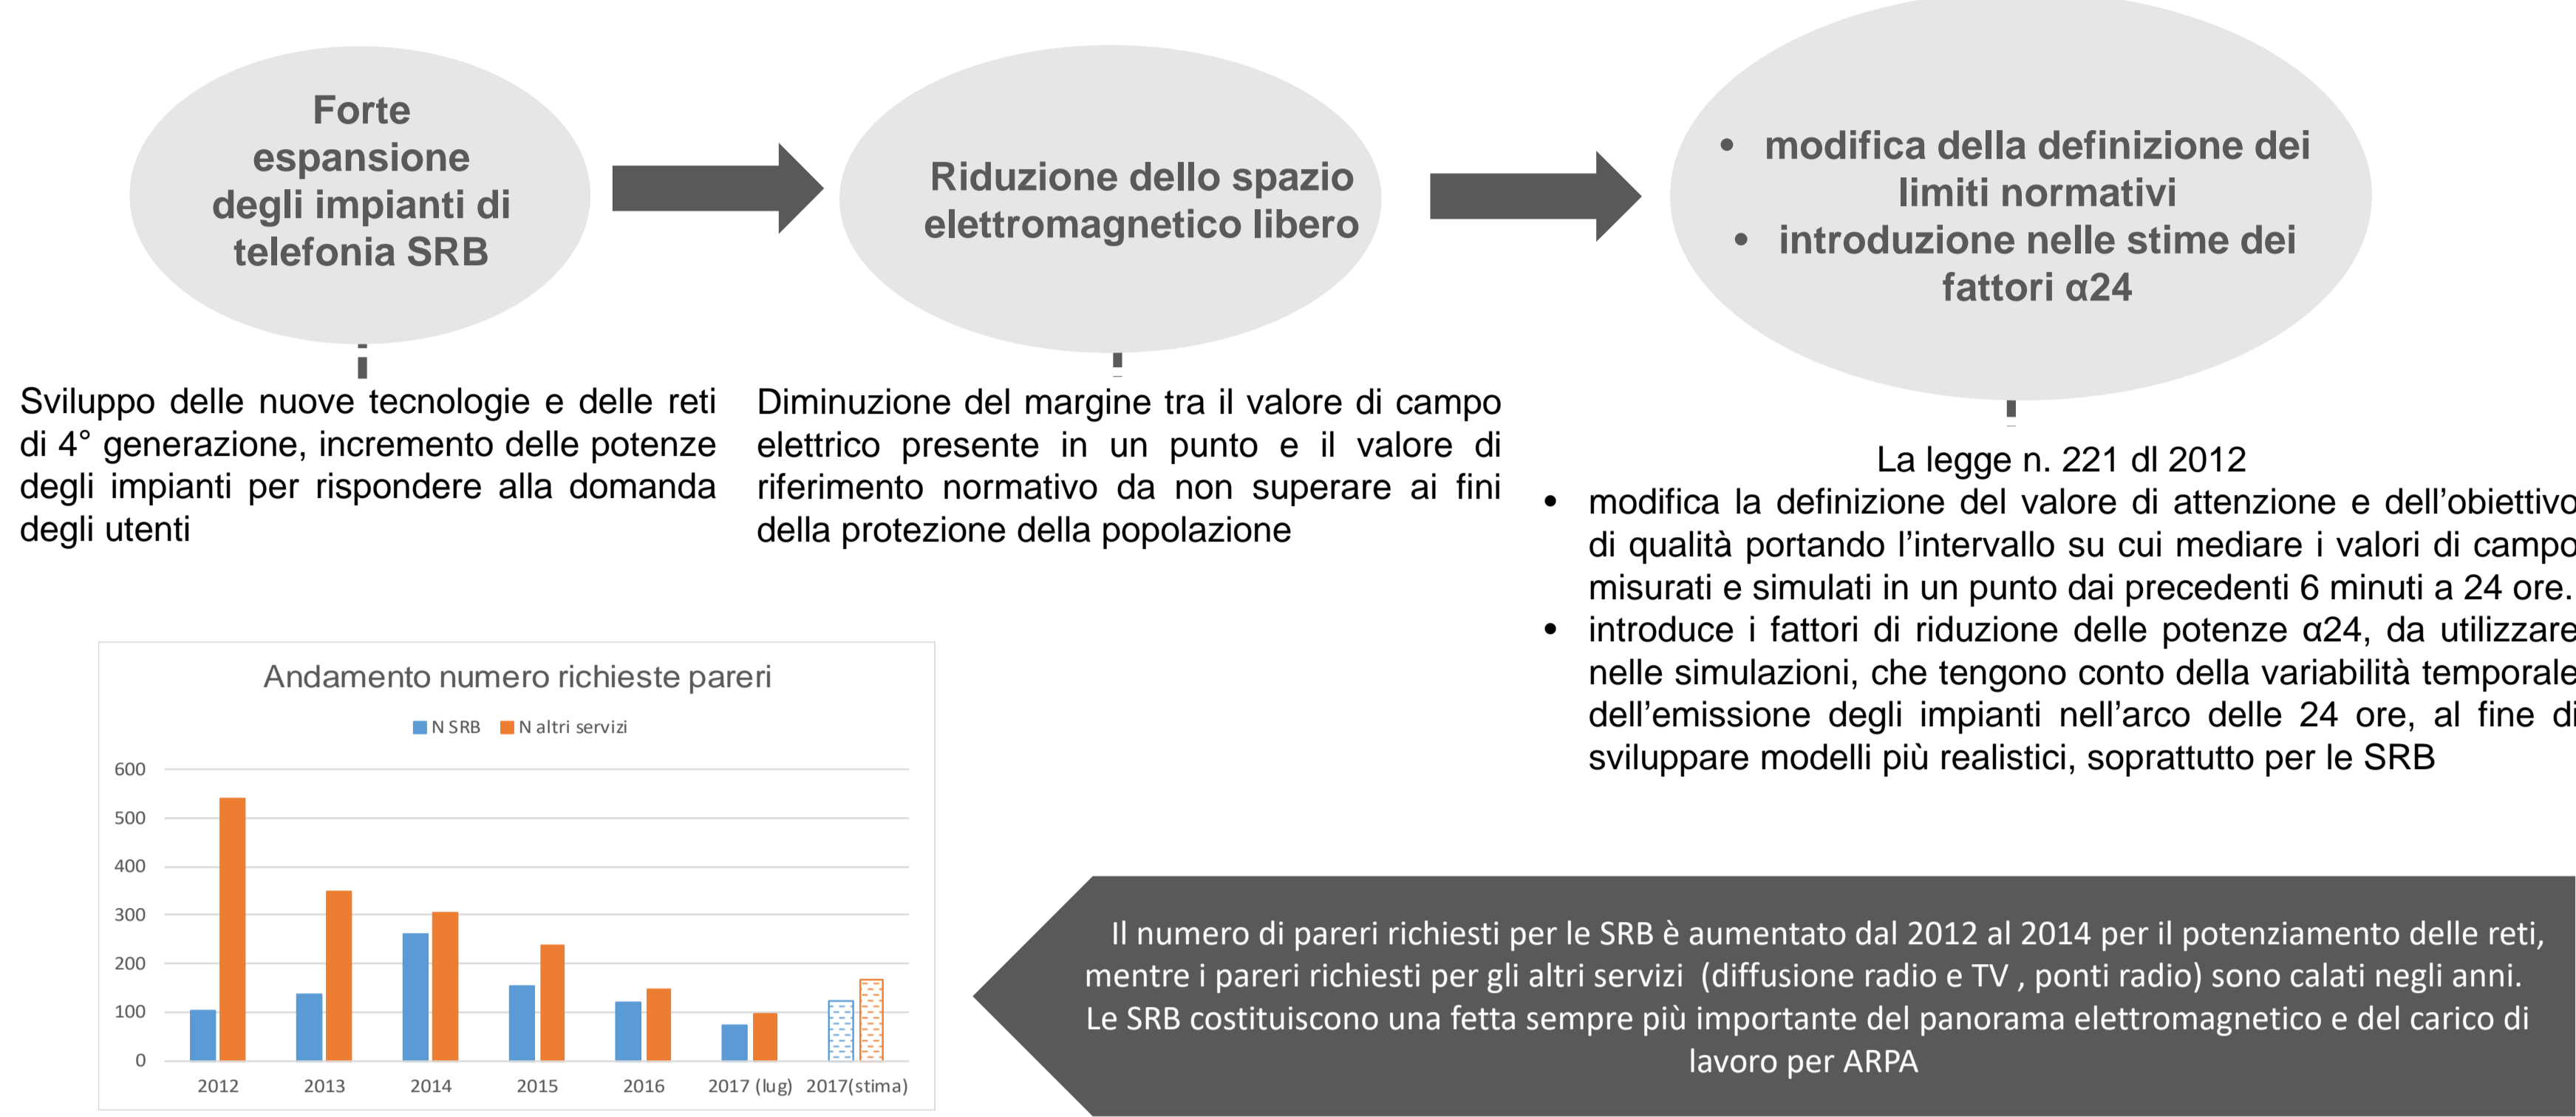 Forte
espansione
degli impianti di
telefonia SRB
Riduzione dello spazio
elettromagnetico libero
• modifica della definizione dei
limiti normativi
• introduzione nelle stime dei
fattori α24
Sviluppo delle nuove tecnologie e delle reti
di 4° generazione, incremento delle potenze
degli impianti per rispondere alla domanda
degli utenti
Diminuzione del margine tra il valore di campo
elettrico presente in un punto e il valore di
riferimento normativo da non superare ai fini
della protezione della popolazione
La legge n. 221 dl 2012
• modifica la definizione del valore di attenzione e dell'obiettivo
di qualità portando l'intervallo su cui mediare i valori di campo
misurati e simulati in un punto dai precedenti 6 minuti a 24 ore.
• introduce i fattori di riduzione delle potenze α24, da utilizzare
nelle simulazioni, che tengono conto della variabilità temporale
dell'emissione degli impianti nell'arco delle 24 ore, al fine di
sviluppare modelli più realistici, soprattutto per le SRB
Andamento numero richieste pareri
N SRB N altri servizi
600
500
400
300
200
100
0
2012 2013 2014 2015 2016 2017 (lug) 2017(stima)
Il numero di pareri richiesti per le SRB è aumentato dal 2012 al 2014 per il potenziamento delle reti,
mentre i pareri richiesti per gli altri servizi (diffusione radio e TV , ponti radio) sono calati negli anni.
Le SRB costituiscono una fetta sempre più importante del panorama elettromagnetico e del carico di
lavoro per ARPA